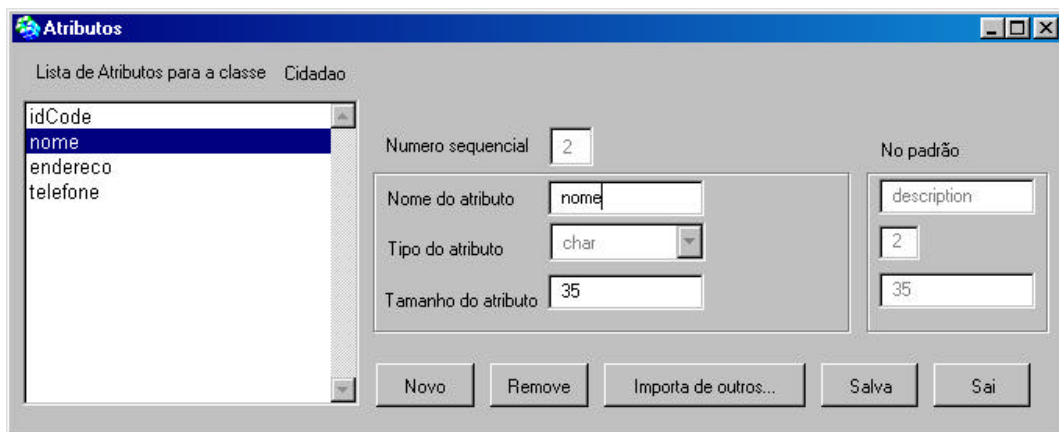 Atributos
Lista de Atributos para a classe Cidadao
idCode
nome
endereco
telefone
Numero sequencial 2
No padrão
Nome do atributo nome description
Tipo do atributo char 2
Tamanho do atributo 35 35
Novo Remove Importa de outros... Salva Sai